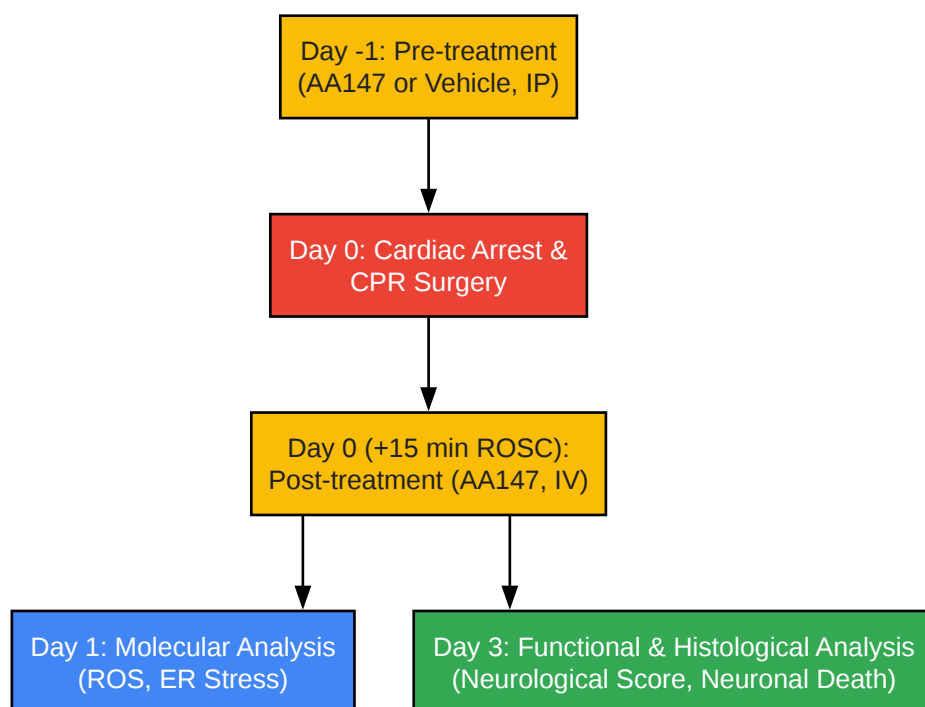 Day -1: Pre-treatment
(AA147 or Vehicle, IP)
Day 0: Cardiac Arrest &
CPR Surgery
Day 0 (+15 min ROSC):
Post-treatment (AA147, IV)
Day 1: Molecular Analysis
(ROS, ER Stress)
Day 3: Functional & Histological Analysis
(Neurological Score, Neuronal Death)